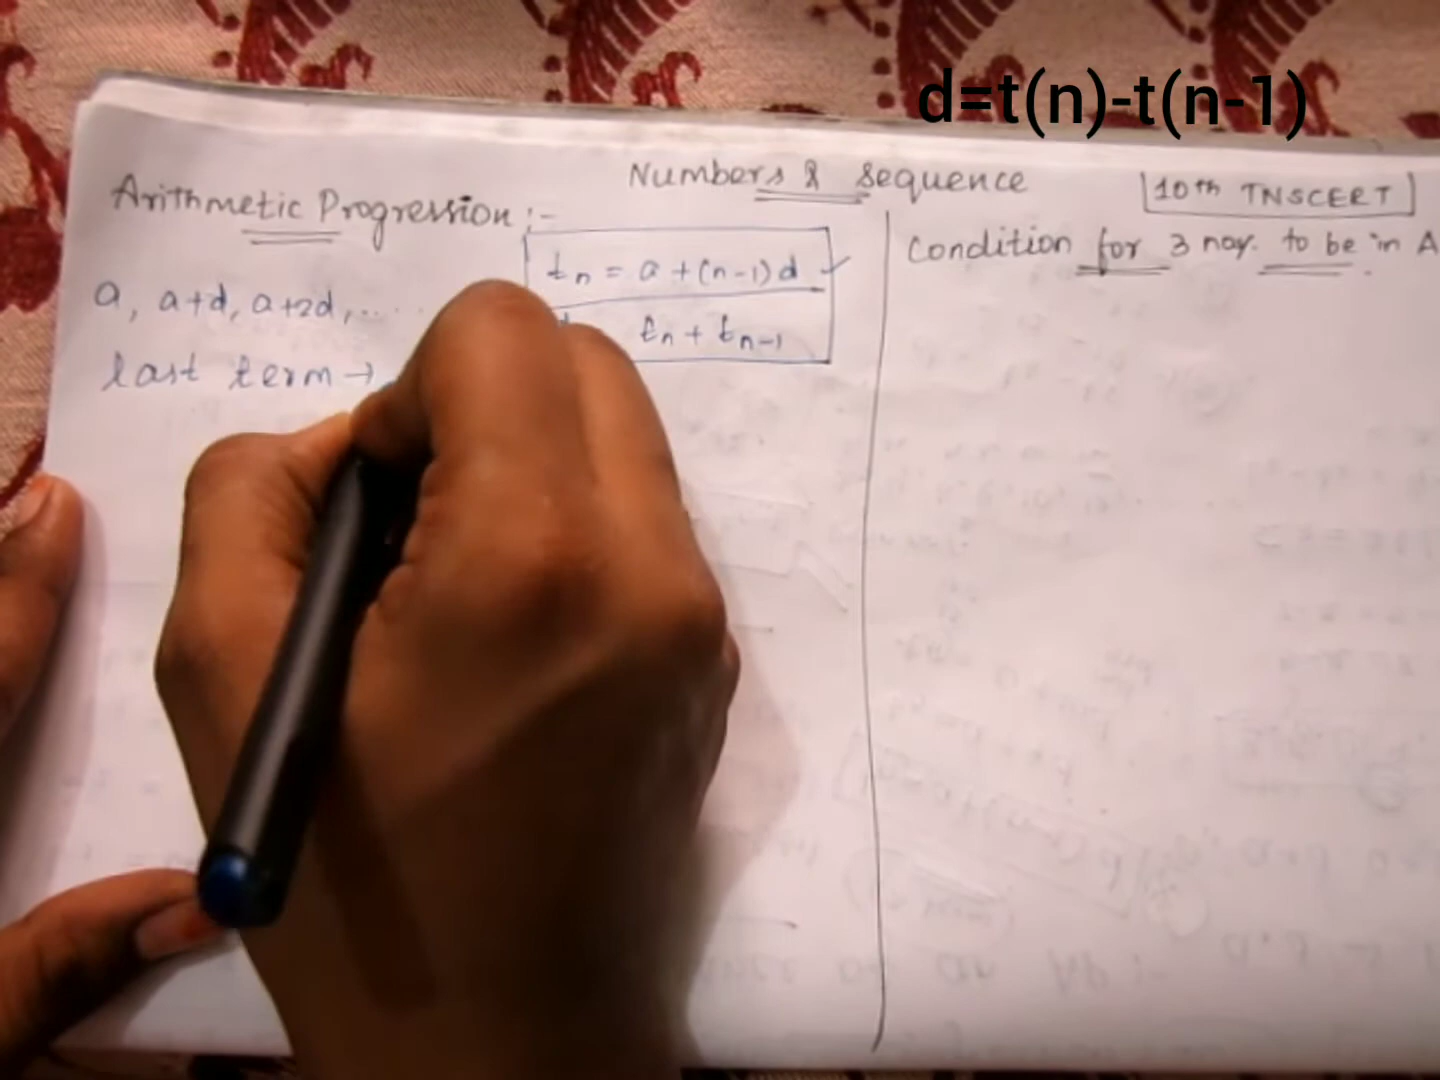 d=t(n)-t(n-1)
Numbers & sequence
10th TNSCERT
Arithmetic Progression :-
tn = a + (n-1) d
tn + tn-1
a, a+d, a+2d, ....
last term →
Condition for 3 noy. to be in A